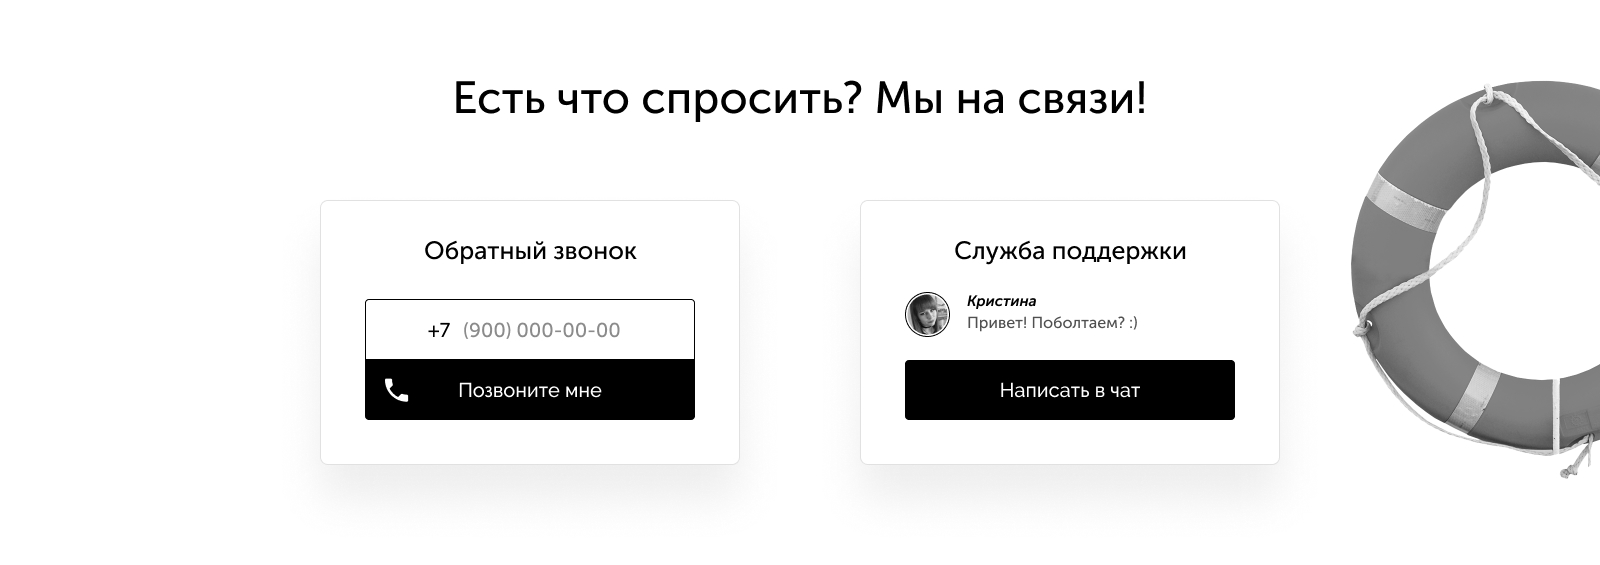 Есть что спросить? Мы на связи!
Обратный звонок
+7 (900) 000-00-00
Позвоните мне
Служба поддержки
Кристина
Привет! Поболтаем? :)
Написать в чат